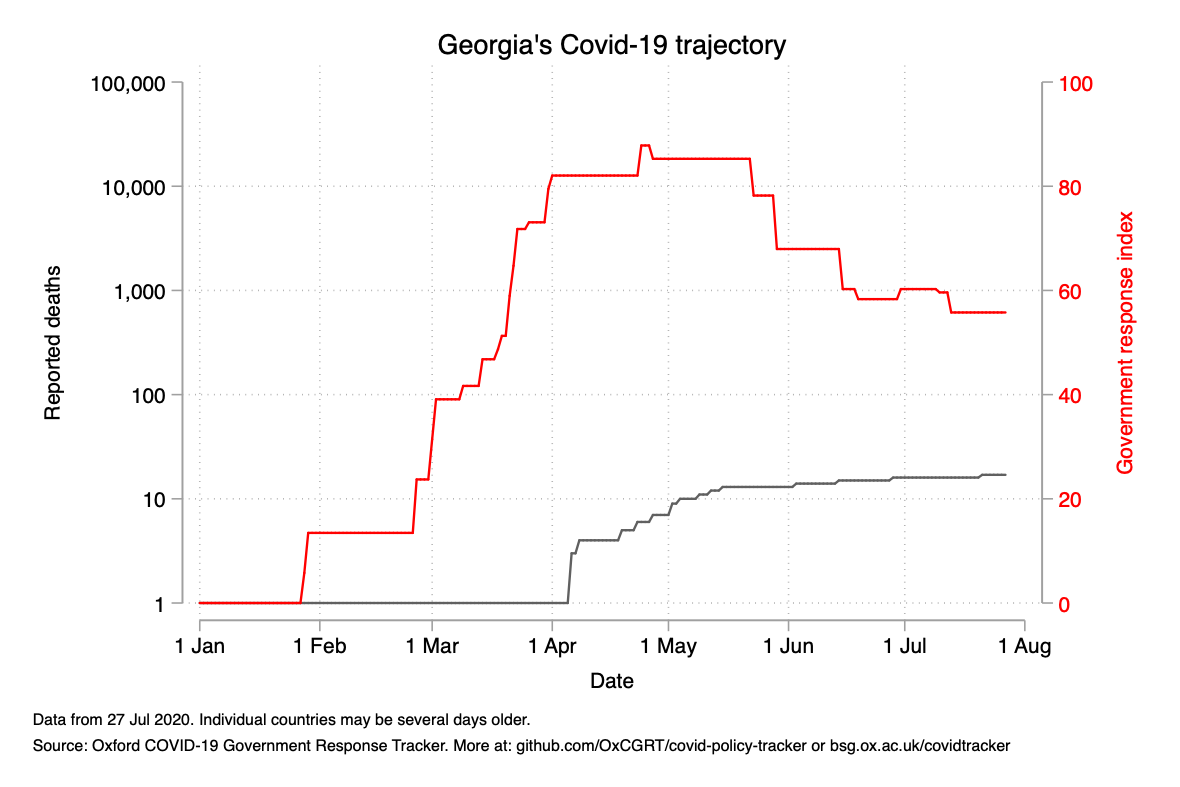 Georgia's Covid-19 trajectory
100,000
10,000
1,000
100
10
1
Reported deaths
100
80
60
40
20
0
Government response index
1 Jan 1 Feb 1 Mar 1 Apr 1 May 1 Jun 1 Jul 1 Aug
Date
Data from 27 Jul 2020. Individual countries may be several days older.
Source: Oxford COVID-19 Government Response Tracker. More at: github.com/OxCGRT/covid-policy-tracker or bsg.ox.ac.uk/covidtracker